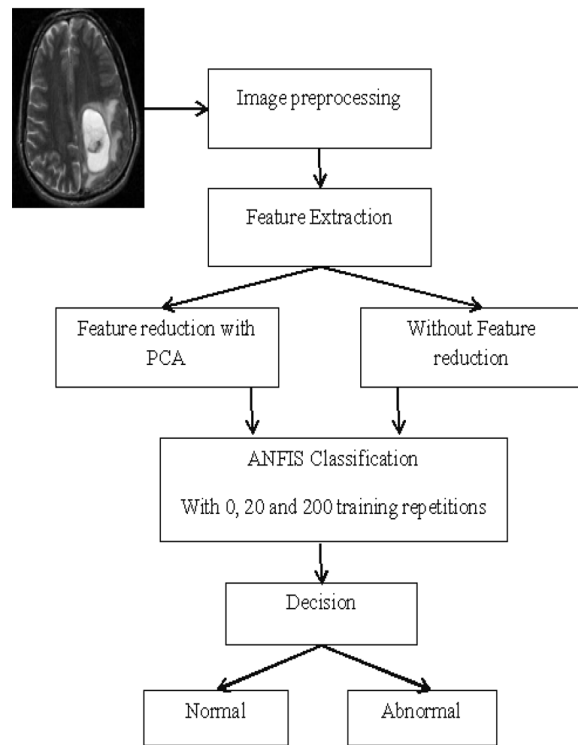 Image preprocessing
Feature Extraction
Feature reduction with
PCA
Without Feature
reduction
ANFIS Classification
With 0, 20 and 200 training repetitions
Decision
Normal
Abnormal